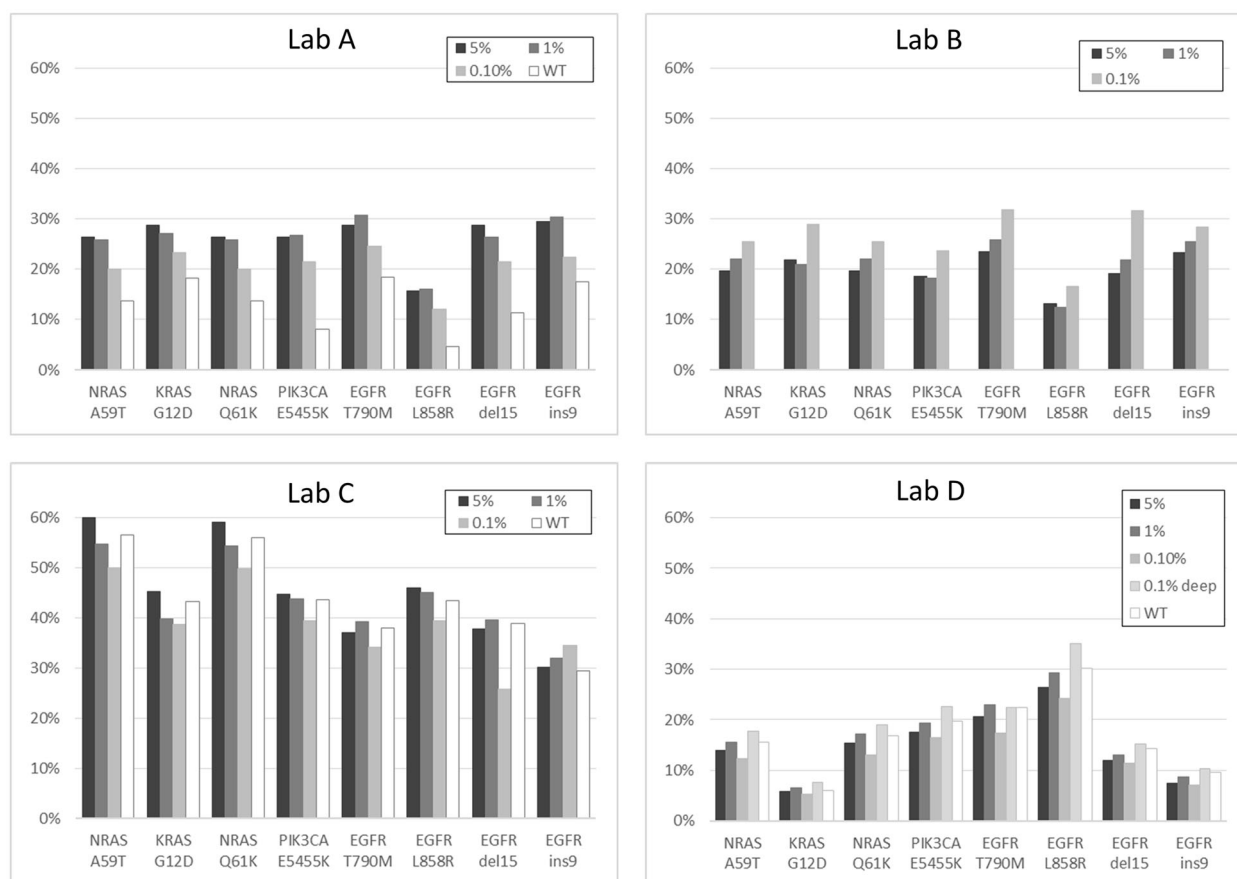 Lab A
5% 1%
0.10% WT
60%
50%
40%
30%
20%
10%
0%
NRAS KRAS NRAS PIK3CA EGFR EGFR EGFR EGFR
A59T G12D Q61K E5455K T790M L858R del15 ins9
Lab B
5% 1%
0.1%
60%
50%
40%
30%
20%
10%
0%
NRAS KRAS NRAS PIK3CA EGFR EGFR EGFR EGFR
A59T G12D Q61K E5455K T790M L858R del15 ins9
Lab C
5% 1%
0.1% WT
60%
50%
40%
30%
20%
10%
0%
NRAS KRAS NRAS PIK3CA EGFR EGFR EGFR EGFR
A59T G12D Q61K E5455K T790M L858R del15 ins9
Lab D
5%
1%
0.10%
0.1% deep
WT
60%
50%
40%
30%
20%
10%
0%
NRAS KRAS NRAS PIK3CA EGFR EGFR EGFR EGFR
A59T G12D Q61K E5455K T790M L858R del15 ins9